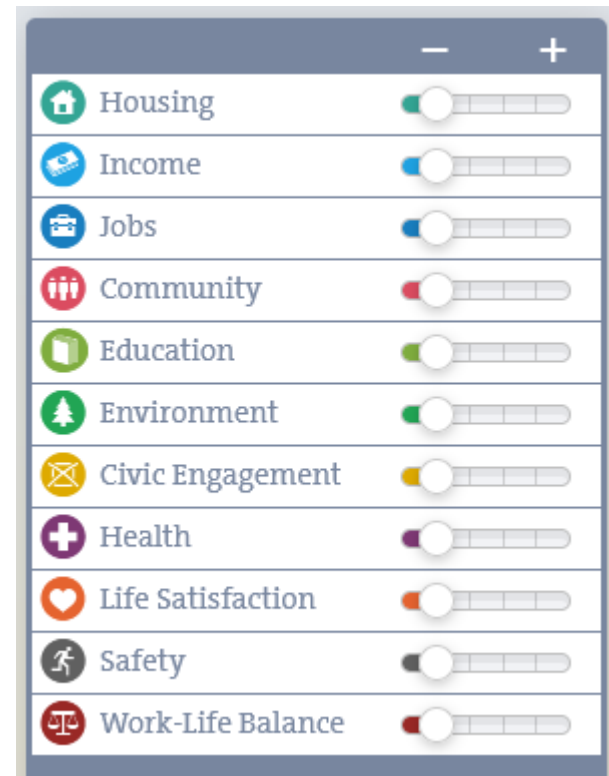 − +
Housing
Income
Jobs
Community
Education
Environment
Civic Engagement
Health
Life Satisfaction
Safety
Work-Life Balance